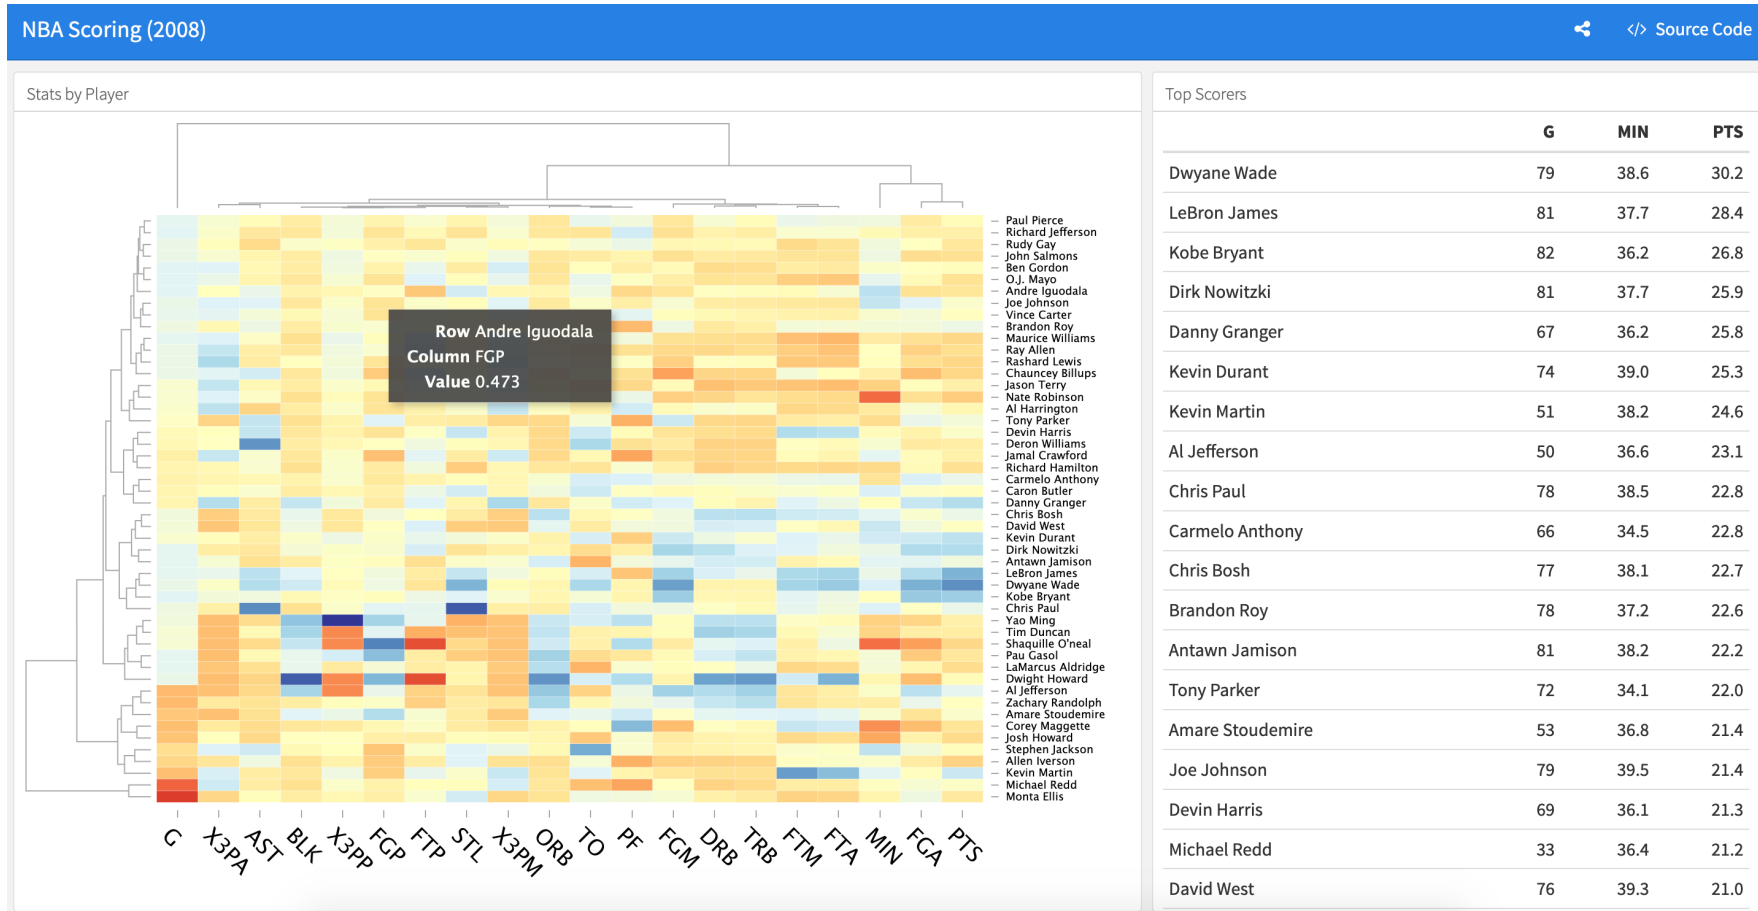 NBA Scoring (2008)
</> Source Code
Stats by Player
Row Andre Iguodala
Column FGP
Value 0.473
Paul Pierce
Richard Jefferson
Rudy Gay
John Salmons
Ben Gordon
O.J. Mayo
Andre Iguodala
Joe Johnson
Vince Carter
Brandon Roy
Maurice Williams
Ray Allen
Rashard Lewis
Chauncey Billups
Jason Terry
Nate Robinson
Al Harrington
Tony Parker
Devin Harris
Deron Williams
Jamal Crawford
Richard Hamilton
Carmelo Anthony
Caron Butler
Danny Granger
Chris Bosh
David West
Kevin Durant
Dirk Nowitzki
Antawn Jamison
LeBron James
Dwyane Wade
Kobe Bryant
Chris Paul
Yao Ming
Tim Duncan
Shaquille O'neal
Pau Gasol
LaMarcus Aldridge
Dwight Howard
Al Jefferson
Zachary Randolph
Amare Stoudemire
Corey Maggette
Josh Howard
Stephen Jackson
Allen Iverson
Kevin Martin
Michael Redd
Monta Ellis
G X3PA AST BLK X3PP FGP FTP STL X3PM ORB TO PF FGM DRB TRB FTM FTA MIN FGA PTS
Top Scorers
G MIN PTS
Dwyane Wade 79 38.6 30.2
LeBron James 81 37.7 28.4
Kobe Bryant 82 36.2 26.8
Dirk Nowitzki 81 37.7 25.9
Danny Granger 67 36.2 25.8
Kevin Durant 74 39.0 25.3
Kevin Martin 51 38.2 24.6
Al Jefferson 50 36.6 23.1
Chris Paul 78 38.5 22.8
Carmelo Anthony 66 34.5 22.8
Chris Bosh 77 38.1 22.7
Brandon Roy 78 37.2 22.6
Antawn Jamison 81 38.2 22.2
Tony Parker 72 34.1 22.0
Amare Stoudemire 53 36.8 21.4
Joe Johnson 79 39.5 21.4
Devin Harris 69 36.1 21.3
Michael Redd 33 36.4 21.2
David West 76 39.3 21.0